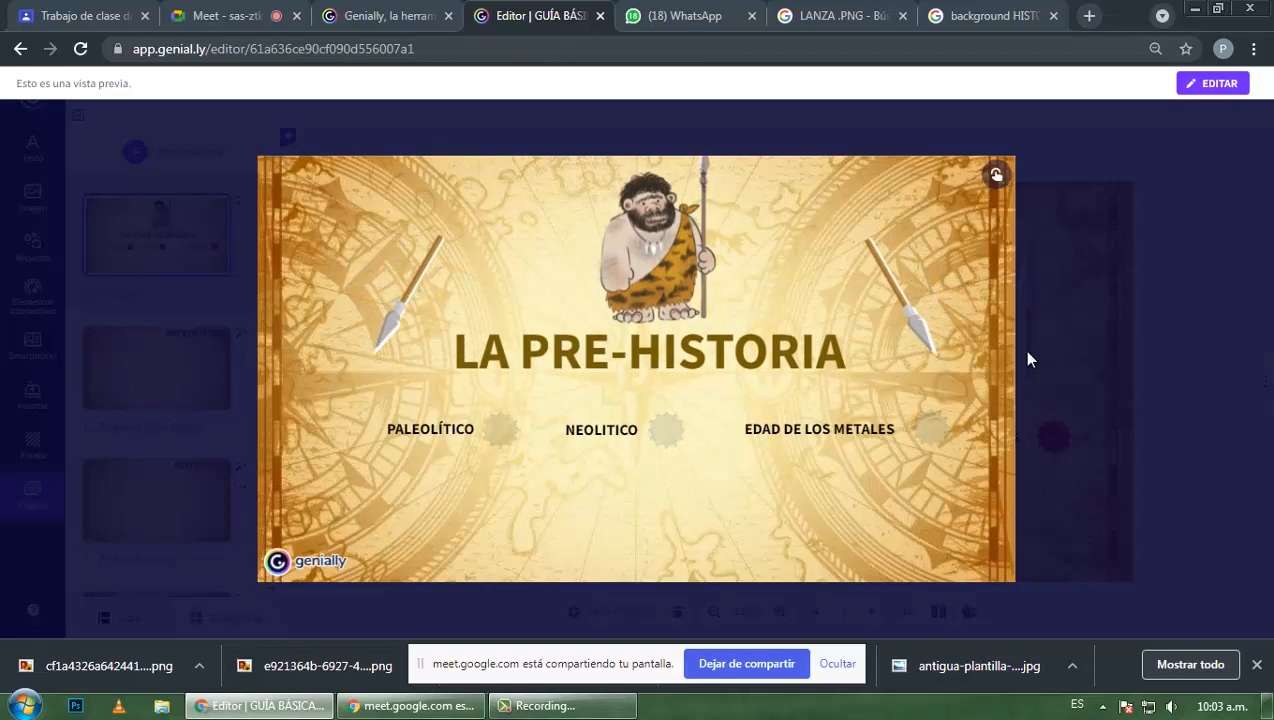 Trabajo de clase d
Meet - sas-ztk
Genially, la herram
Editor | GUÍA BÁSI
(18) WhatsApp
LANZA .PNG - Bús
background HISTO
app.genial.ly/editor/61a636ce90cf090d556007a1
P
Esto es una vista previa.
EDITAR
LA PRE-HISTORIA
PALEOLÍTICO
NEOLITICO
EDAD DE LOS METALES
genially
cf1a4326a642441....png
e921364b-6927-4....png
meet.google.com está compartiendo tu pantalla.
Dejar de compartir
Ocultar
antigua-plantilla-....jpg
Mostrar todo
Ps
Editor | GUÍA BÁSICA...
meet.google.com es...
Recording...
ES
10:03 a.m.